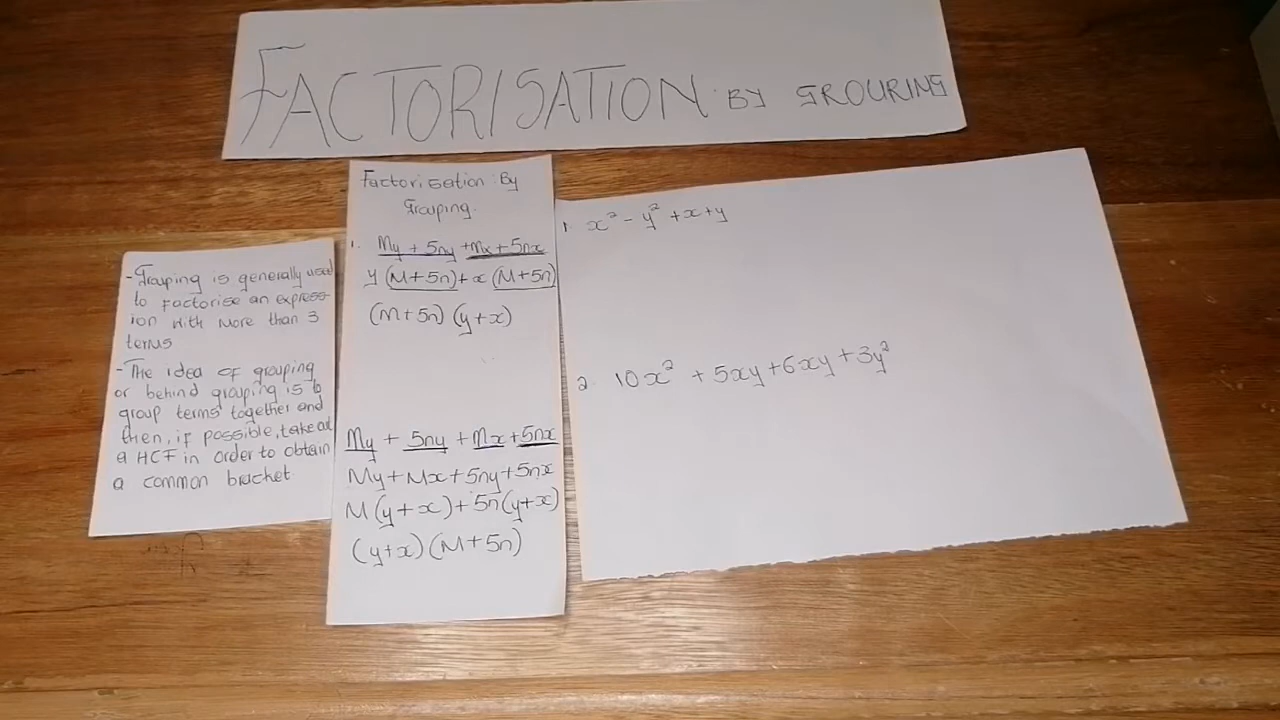 FACTORISATION : BY GROURING
- Grouping is generally used
to factorise an express-
ion with more than 3
terms
- The idea of grouping
or behind grouping is to
group terms together and
then, if possible, take out
a HCF in order to obtain
a common bracket
Factorisation : By
Grouping.
1. My + 5ny + Mx + 5nx
y (M+5n) + x (M+5n)
(M+5n) (y+x)
My + 5ny + Mx + 5nx
My + Mx + 5ny + 5nx
M(y+x) + 5n(y+x)
(y+x) (M+5n)
1. x² - y² + x + y
2. 10x² + 5xy + 6xy + 3y²